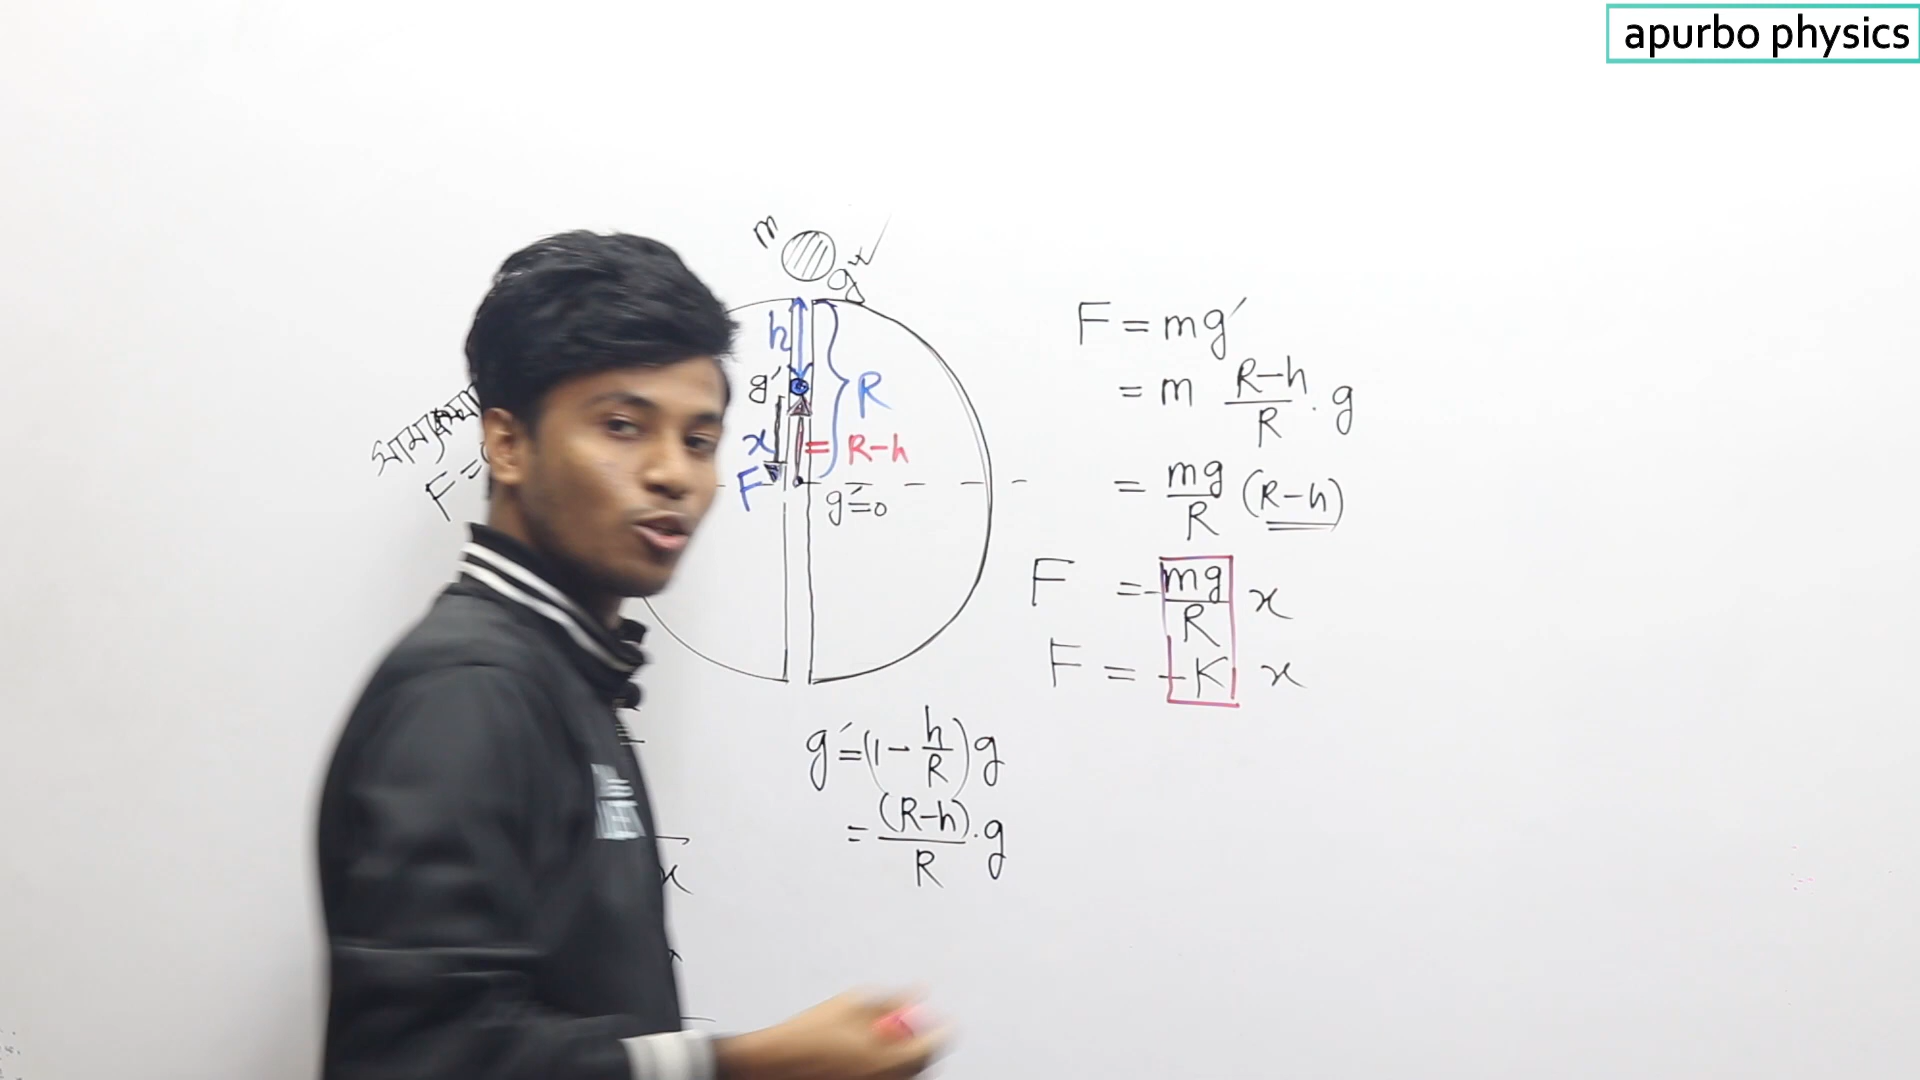 apurbo physics
m
g
h
g′
R
x = R-h
F
g′=0
F =
F = mg′
= m R-h/R . g
= mg/R (R-h)
F = - mg/R x
F = -K x
g′ = (1 - h/R) g
= (R-h)/R . g
x